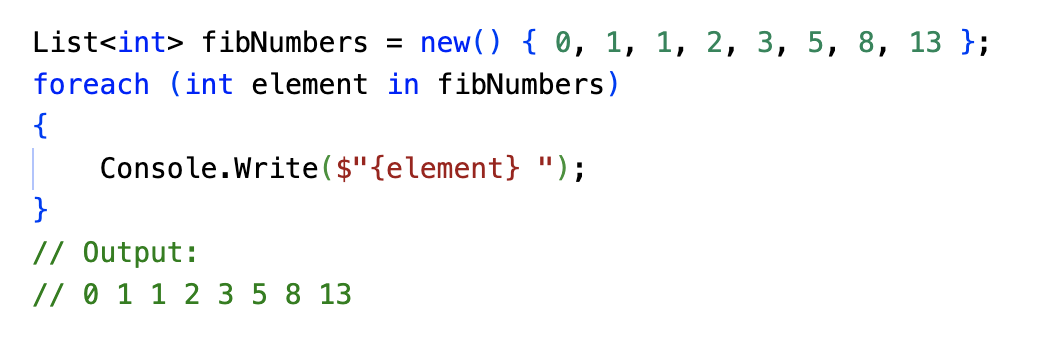 List<int> fibNumbers = new() { 0, 1, 1, 2, 3, 5, 8, 13 };
foreach (int element in fibNumbers)
{
    Console.Write($"{element} ");
}
// Output:
// 0 1 1 2 3 5 8 13